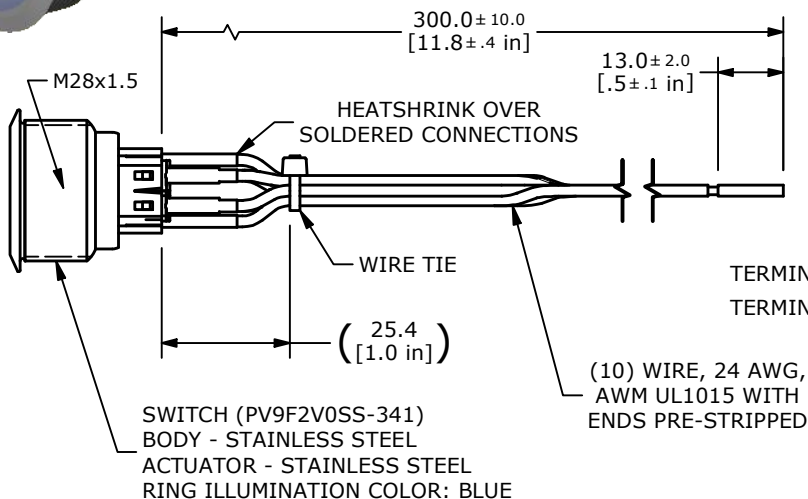 300.0±10.0
[11.8±.4 in]
13.0±2.0
[.5±.1 in]
M28x1.5
HEATSHRINK OVER
SOLDERED CONNECTIONS
WIRE TIE
TERMIN
TERMIN
(25.4
[1.0 in])
(10) WIRE, 24 AWG,
AWM UL1015 WITH
ENDS PRE-STRIPPED
SWITCH (PV9F2V0SS-341)
BODY - STAINLESS STEEL
ACTUATOR - STAINLESS STEEL
RING ILLUMINATION COLOR: BLUE